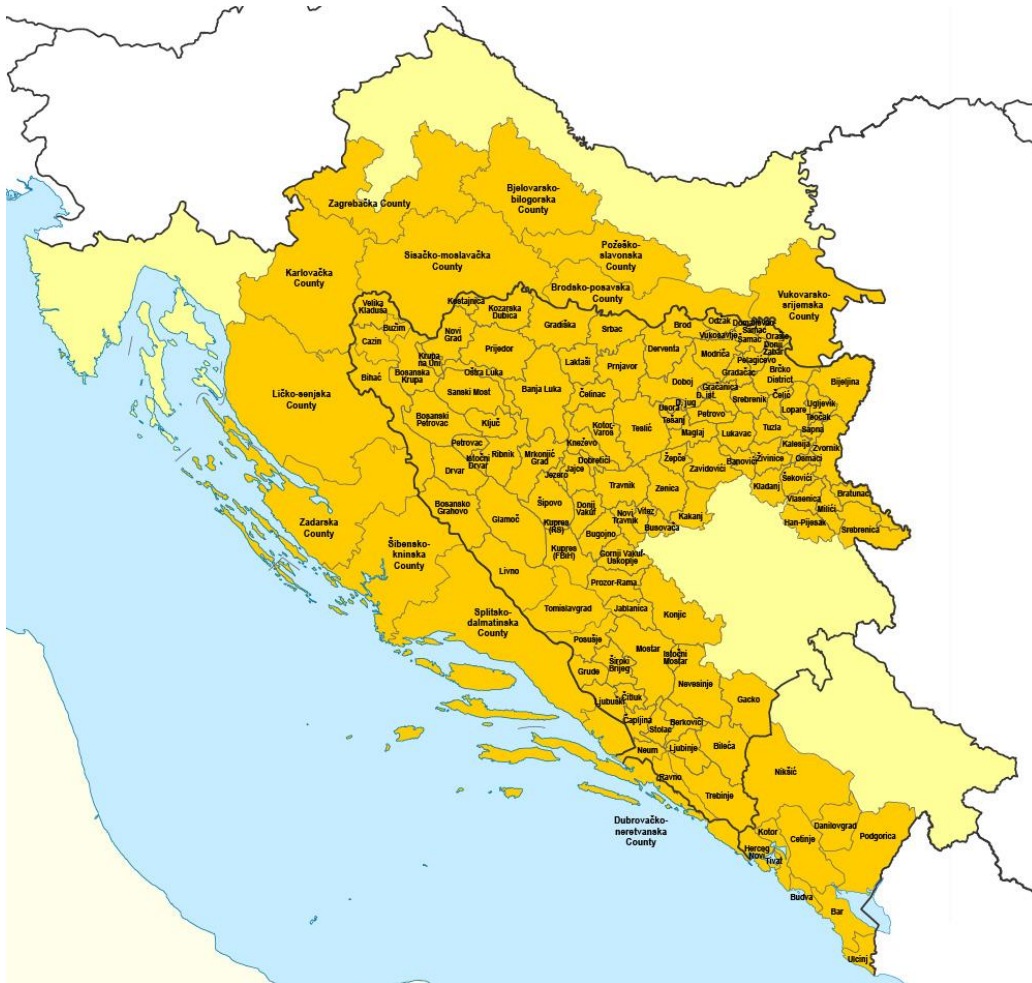 Zagrebačka County
Bjelovarsko-
bilogorska
County
Sisačko-moslavačka
County
Požeško-
slavonska
County
Karlovačka
County
Brodsko-posavska
County
Vukovarsko-
srijemska
County
Velika
Kladuša
Bužim
Cazin
Bihać
Kostajnica
Kozarska
Dubica
Novi
Grad
Prijedor
Gradiška
Srbac
Brod
Odžak
Vukosavlje
Šamac
Samac
Orašje
Donji
Žabar
Krupa
na Uni
Bosanska
Krupa
Oštra Luka
Sanski Most
Banja Luka
Laktaši
Prnjavor
Derventa
Modriča
Pelagićevo
Gradačac
Brčko
District
Bijeljina
Čelinac
Doboj
Gračanica
D. Ist.
D. jug
Srebrenik
Čelić
Lopare
Ugljevik
Teočak
Ličko-senjska
County
Bosanski
Petrovac
Ključ
Kotor-
Varoš
Teslić
Usora
Tešanj
Maglaj
Petrovo
Lukavac
Tuzla
Sapna
Kalesija
Zvornik
Petrovac
Istočni
Drvar
Ribnik
Mrkonjić
Grad
Jezero
Jajce
Kneževo
Dobretići
Žepče
Zavidovići
Banovići
Živinice
Osmaci
Drvar
Šipovo
Travnik
Zenica
Kladanj
Šekovići
Vlasenica
Bratunac
Milići
Han-Pijesak
Srebrenica
Bosansko
Grahovo
Glamoč
Donji
Vakuf
Novi
Travnik
Vitez
Busovača
Kakanj
Kupres
(RS)
Bugojno
Kupres
(FBiH)
Gornji Vakuf-
Uskoplje
Zadarska
County
Šibensko-
kninska
County
Livno
Prozor-Rama
Splitsko-
dalmatinska
County
Tomislavgrad
Jablanica
Konjic
Posušje
Mostar
Istočni
Mostar
Grude
Široki
Brijeg
Nevesinje
Gacko
Ljubuški
Čitluk
Čapljina
Stolac
Berkovići
Neum
Ljubinje
Bileća
Ravno
Trebinje
Nikšić
Dubrovačko-
neretvanska
County
Herceg
Novi
Kotor
Tivat
Cetinje
Danilovgrad
Podgorica
Budva
Bar
Ulcinj